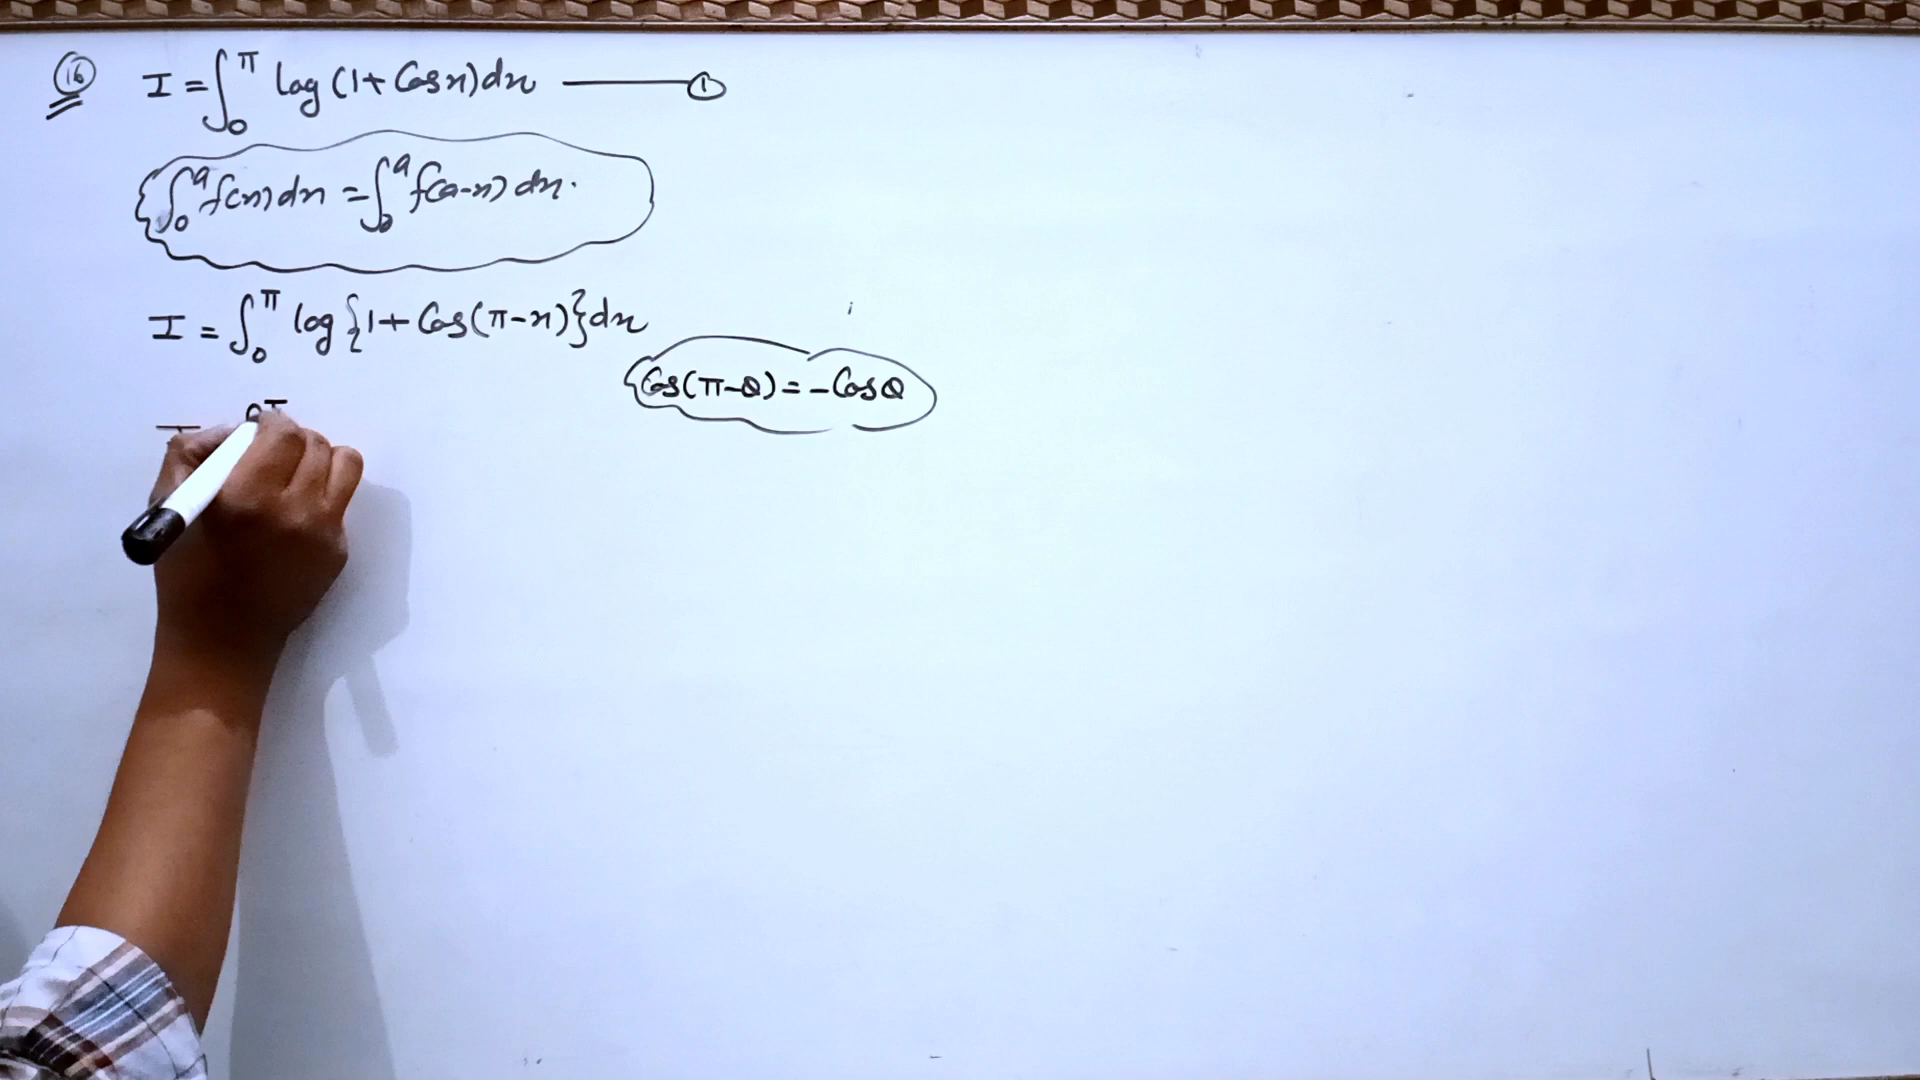 16 I = ∫₀^π log (1 + Cos x) dx ——— ①
{∫₀^a f(x) dx = ∫₀^a f(a-x) dx.
I = ∫₀^π log {1 + Cos(π-x)} dx
{Cos(π-θ) = -Cosθ
I π